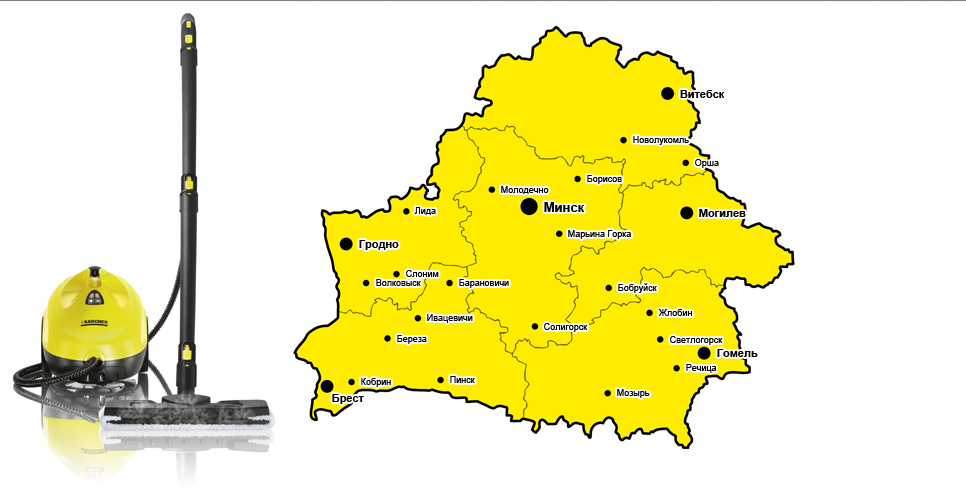 KARCHER
Витебск
Новолукомль
Орша
Борисов
Молодечно
Минск
Лида
Могилев
Марьина Горка
Гродно
Слоним
Волковыск
Барановичи
Бобруйск
Жлобин
Ивацевичи
Солигорск
Береза
Светлогорск
Гомель
Речица
Кобрин
Пинск
Мозырь
Брест